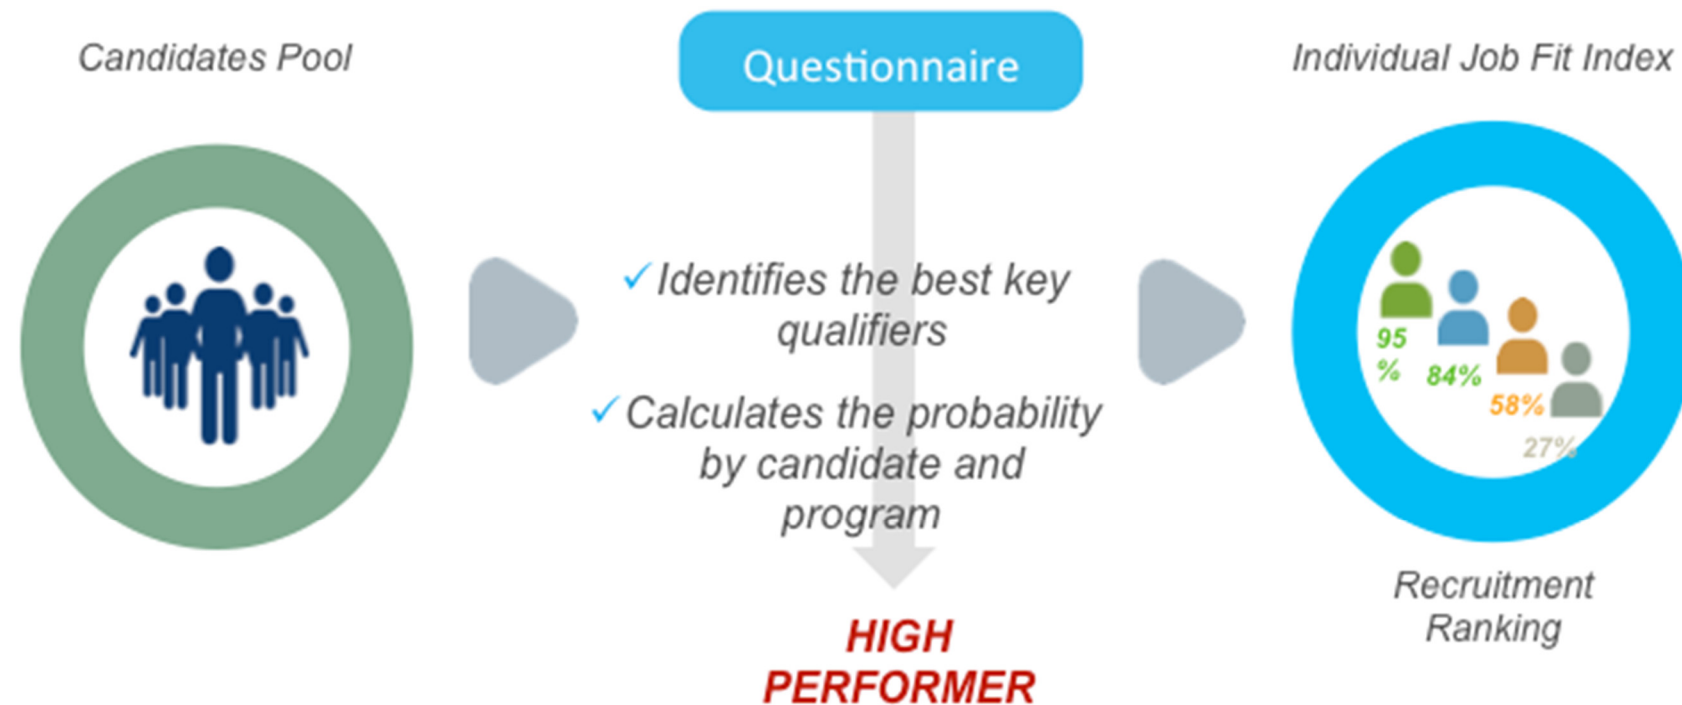 Candidates Pool
Questionnaire
Individual Job Fit Index
✓Identifies the best key
qualifiers
✓Calculates the probability
by candidate and
program
HIGH
PERFORMER
95
%
84%
58%
27%
Recruitment
Ranking